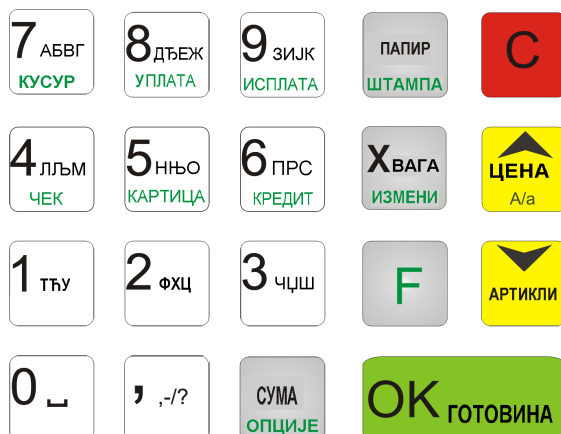 7 АБВГ
КУСУР
8 ДЂЕЖ
УПЛАТА
9 ЗИЈК
ИСПЛАТА
ПАПИР
ШТАМПА
C
4 ЛЉМ
ЧЕК
5 НЊО
КАРТИЦА
6 ПРС
КРЕДИТ
X ВАГА
ИЗМЕНИ
ЦЕНА
А/а
1 ТЋУ
2 ФХЦ
3 ЧЏШ
F
АРТИКЛИ
0 ⎵
, ,-/?
СУМА
ОПЦИЈЕ
OK ГОТОВИНА